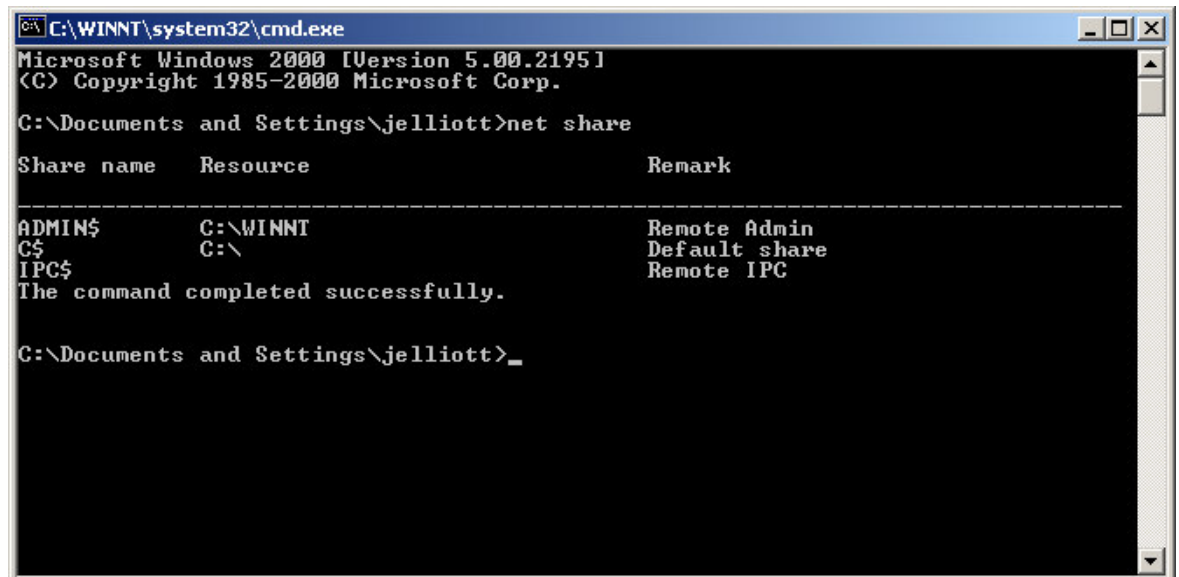 C:\WINNT\system32\cmd.exe
Microsoft Windows 2000 [Version 5.00.2195]
(C) Copyright 1985-2000 Microsoft Corp.
C:\Documents and Settings\jelliott>net share
Share name   Resource                        Remark
-------------------------------------------------------------------------------
ADMIN$       C:\WINNT                        Remote Admin
C$           C:\                             Default share
IPC$                                         Remote IPC
The command completed successfully.
C:\Documents and Settings\jelliott>_